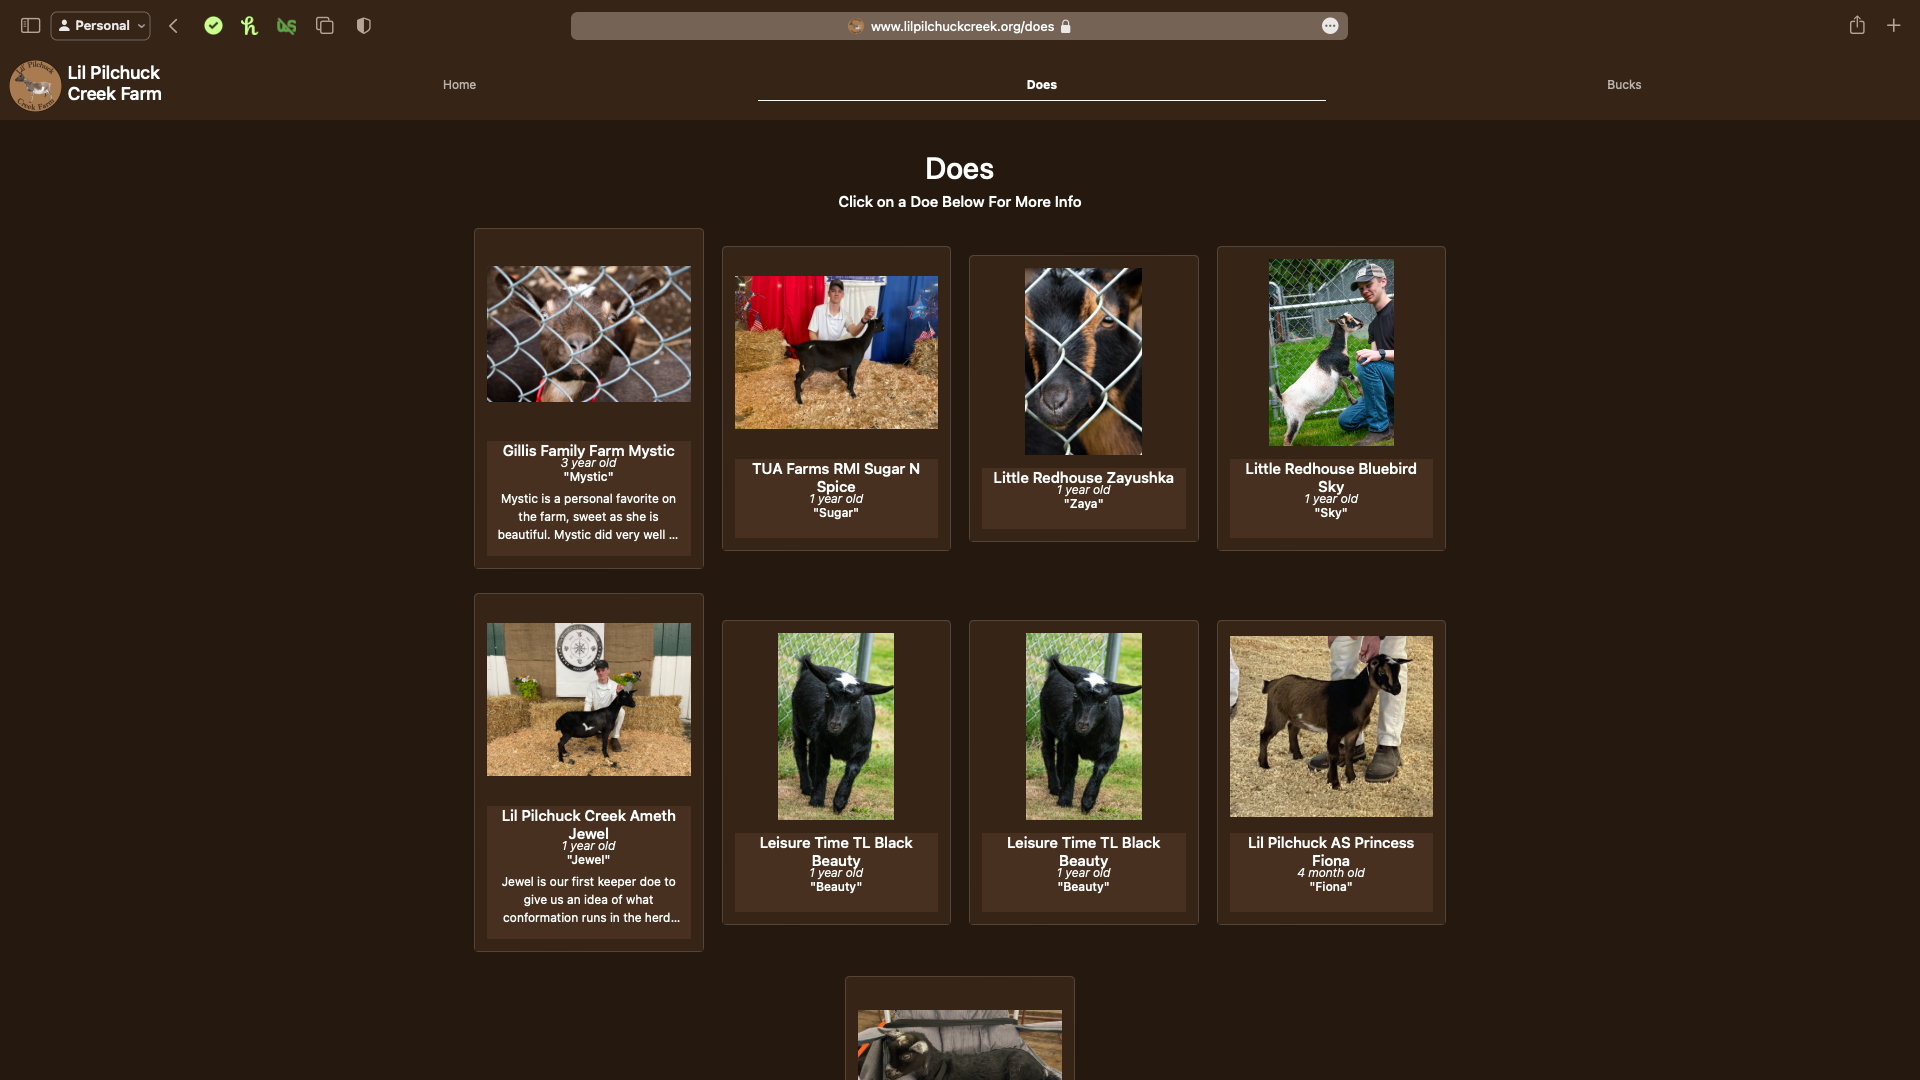 Personal
www.lilpilchuckcreek.org/does
Lil Pilchuck
Creek Farm
Lil' Pilchuck
Creek Farm
Home
Does
Bucks
Does
Click on a Doe Below For More Info
Gillis Family Farm Mystic
3 year old
"Mystic"
Mystic is a personal favorite on
the farm, sweet as she is
beautiful. Mystic did very well ...
TUA Farms RMI Sugar N
Spice
1 year old
"Sugar"
Little Redhouse Zayushka
1 year old
"Zaya"
Little Redhouse Bluebird
Sky
1 year old
"Sky"
Lil Pilchuck Creek Ameth
Jewel
1 year old
"Jewel"
Jewel is our first keeper doe to
give us an idea of what
conformation runs in the herd...
Leisure Time TL Black
Beauty
1 year old
"Beauty"
Leisure Time TL Black
Beauty
1 year old
"Beauty"
Lil Pilchuck AS Princess
Fiona
4 month old
"Fiona"